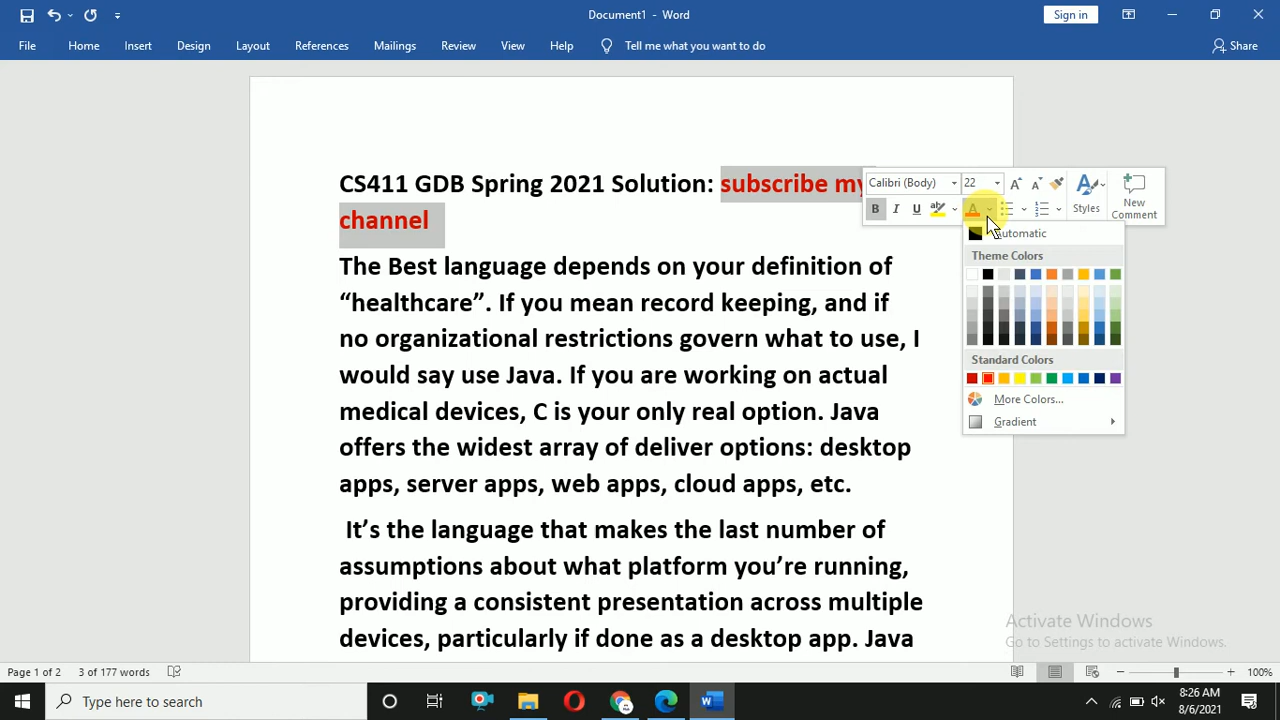 Document1 - Word
Sign in
File
Home
Insert
Design
Layout
References
Mailings
Review
View
Help
Tell me what you want to do
Share
CS411 GDB Spring 2021 Solution: subscribe my
channel
Calibri (Body)
22
Styles
New
Comment
Automatic
Theme Colors
Standard Colors
More Colors...
Gradient
The Best language depends on your definition of
“healthcare”. If you mean record keeping, and if
no organizational restrictions govern what to use, I
would say use Java. If you are working on actual
medical devices, C is your only real option. Java
offers the widest array of deliver options: desktop
apps, server apps, web apps, cloud apps, etc.
It’s the language that makes the last number of
assumptions about what platform you’re running,
providing a consistent presentation across multiple
devices, particularly if done as a desktop app. Java
Activate Windows
Go to Settings to activate Windows.
Page 1 of 2
3 of 177 words
100%
Type here to search
8:26 AM
8/6/2021